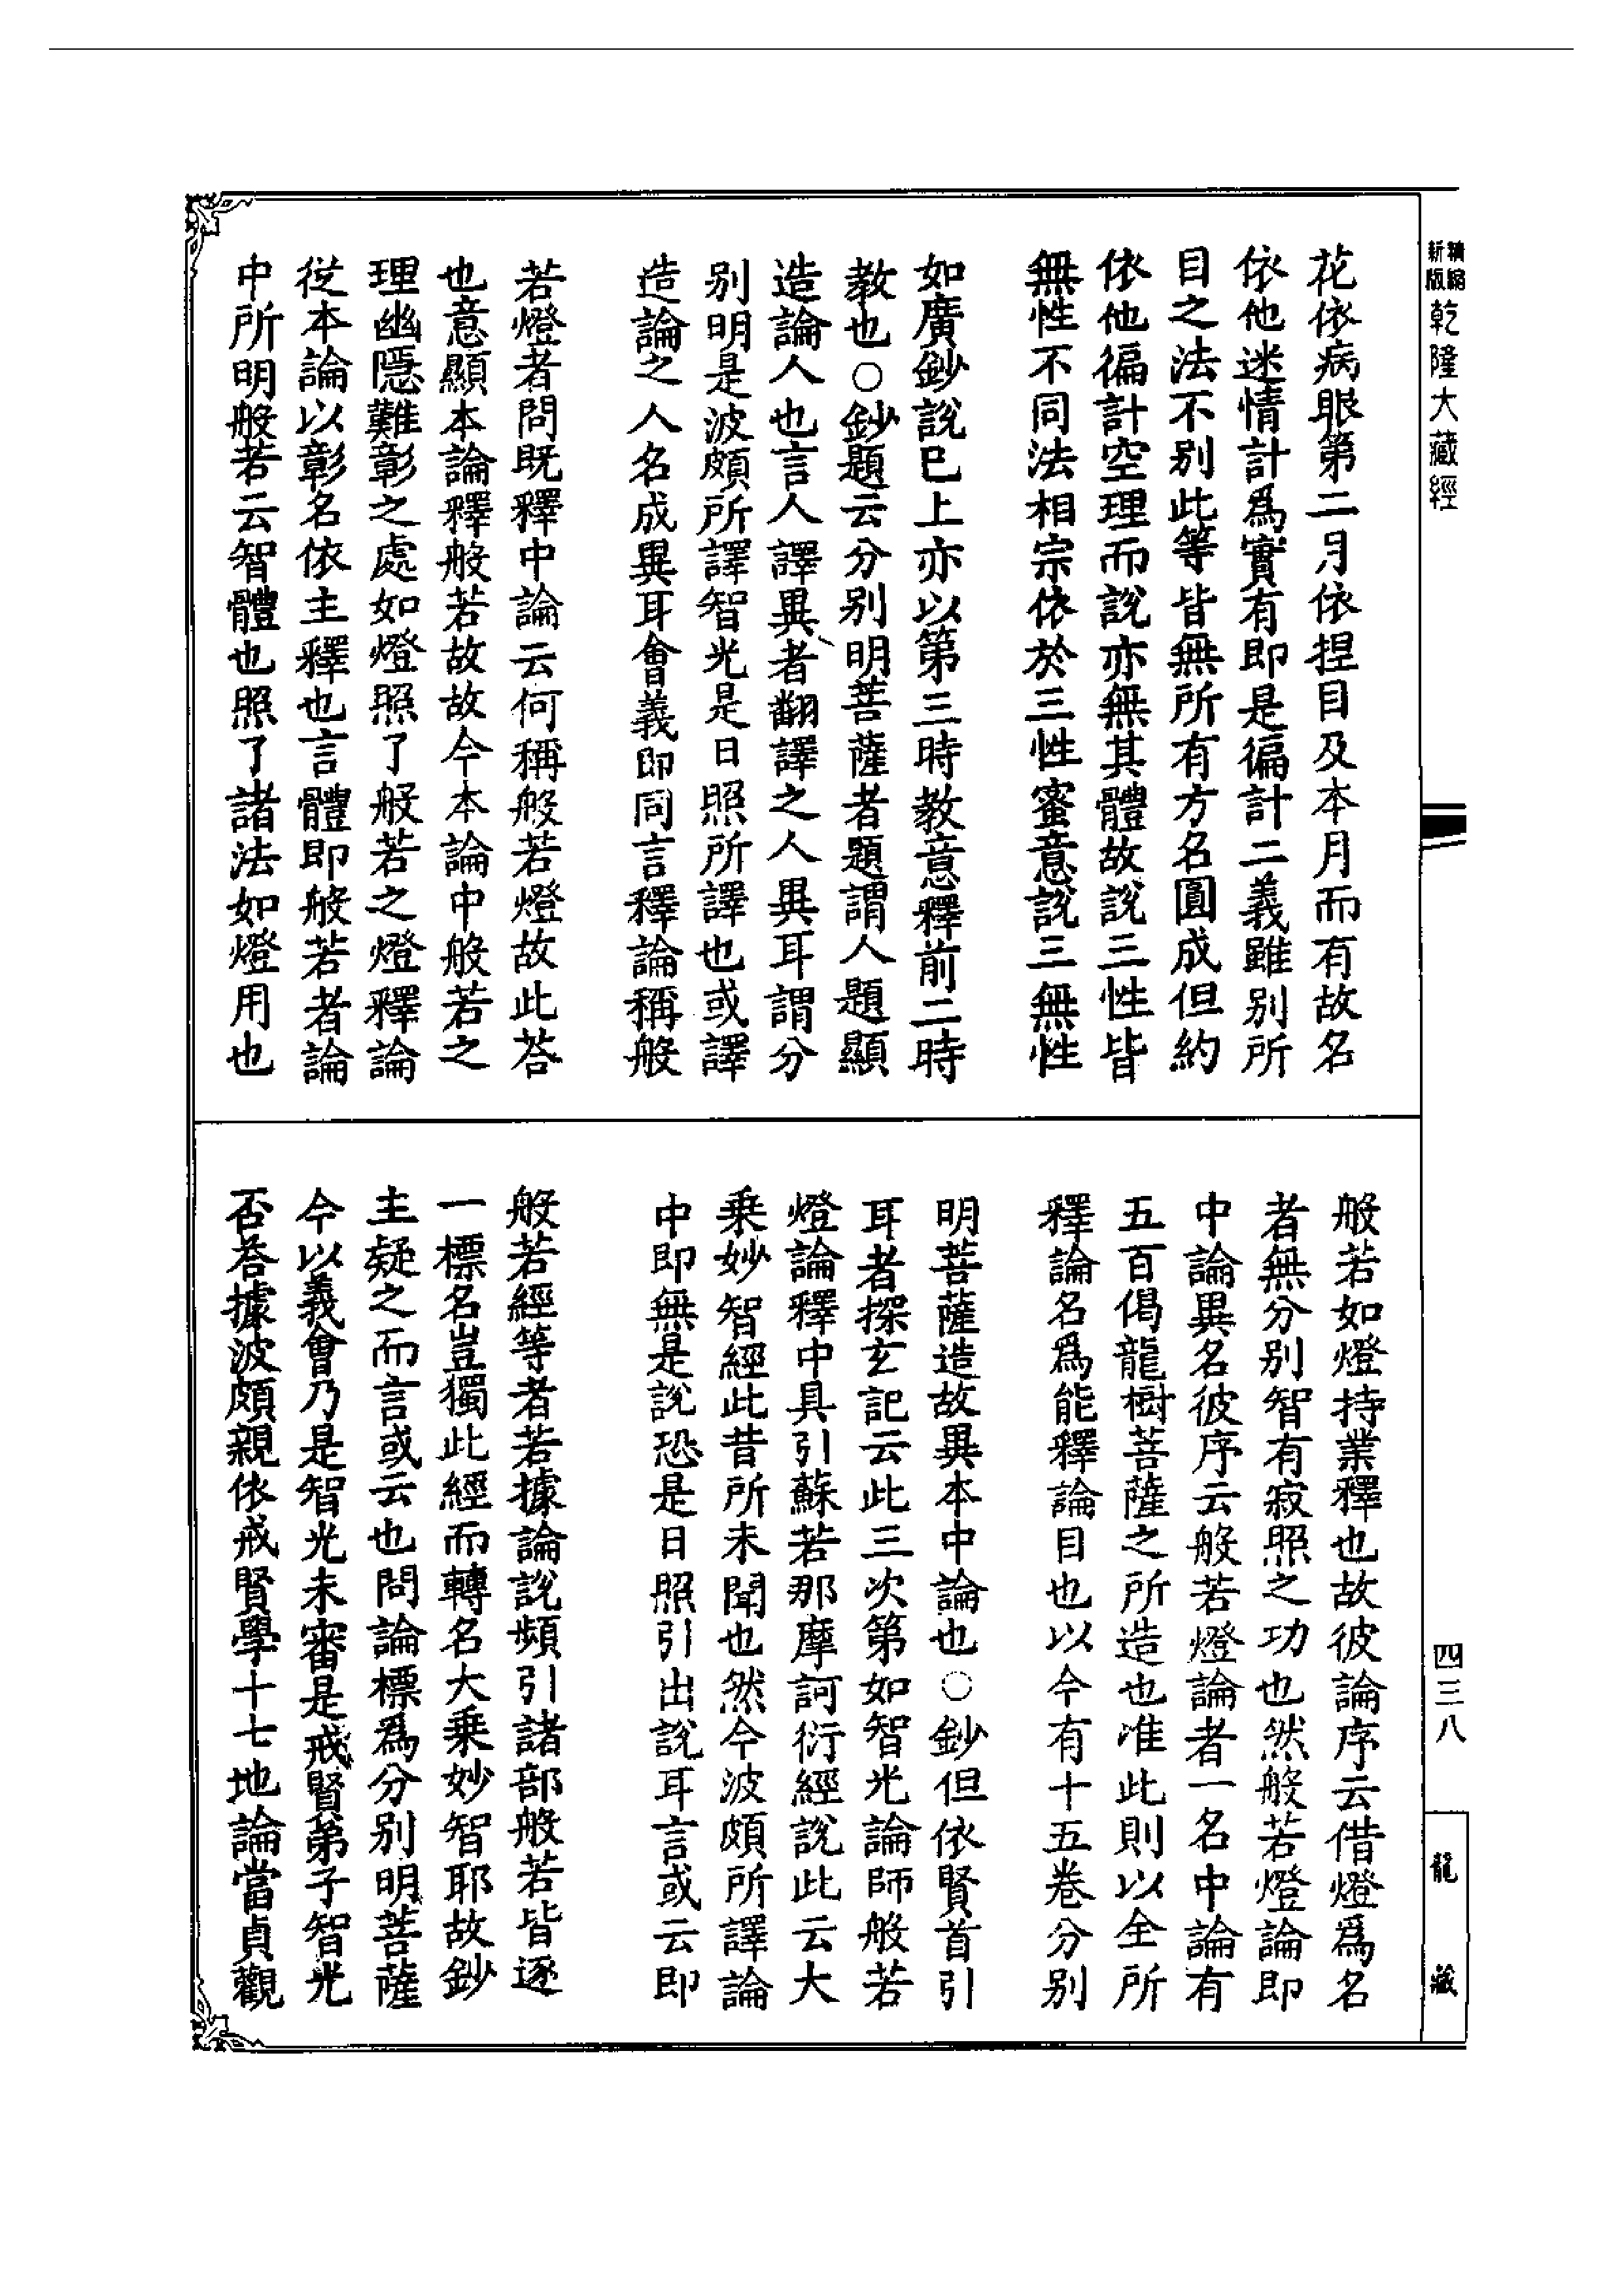 精縮新版乾隆大藏經
花依病眼第二月依捏目及本月而有故名
依他迷情計爲實有即是徧計二義雖别所
目之法不别此等皆無所有方名圓成但約
依他徧計空理而說亦無其體故說三性皆
無性不同法相宗依於三性蜜意說三無性
如廣鈔說巳上亦以第三時教意釋前二時
教也○鈔題云分别明菩薩者題謂人題顯
造論人也言人譯異者翻譯之人異耳謂分
别明是波頗所譯智光是日照所譯也或譯
造論之人名成異耳會義即同言釋論稱般
若燈者問既釋中論云何稱般若燈故此荅
也意顯本論釋般若故故今本論中般若之
理幽隱難彰之處如燈照了般若之燈釋論
從本論以彰名依主釋也言體即般若者論
中所明般若云智體也照了諸法如燈用也
般若如燈持業釋也故彼論序云借燈爲名
者無分别智有寂照之功也然般若燈論即
中論異名彼序云般若燈論者一名中論有
五百偈龍樹菩薩之所造也准此則以全所
釋論名爲能釋論目也以今有十五卷分别
明菩薩造故異本中論也○鈔但依賢首引
耳者探玄記云此三次第如智光論師般若
燈論釋中具引蘇若那摩訶衍經說此云大
乗妙智經此昔所未聞也然今波頗所譯論
中即無是說恐是日照引出說耳言或云即
般若經等者若據論說頻引諸部般若皆逐
一標名豈獨此經而轉名大乗妙智耶故鈔
主疑之而言或云也問論標爲分别明菩薩
今以義會乃是智光未審是戒賢弟子智光
否荅據波頗親依戒賢學十七地論當貞觀
四三八
龍藏